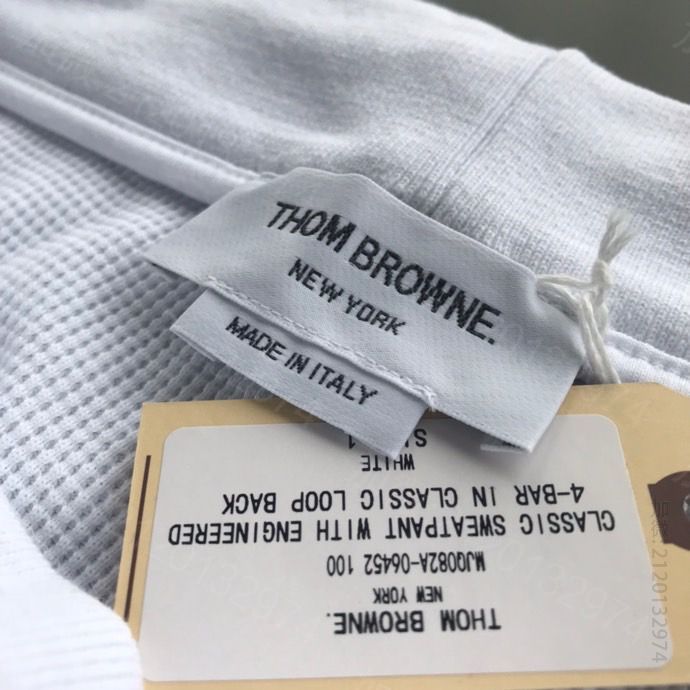 THOM BROWNE.
NEW YORK
MADE IN ITALY
THOM BROWNE.
NEW YORK
MJQ082A-06452 100
CLASSIC SWEATPANT WITH ENGINEERED
4-BAR IN CLASSIC LOOP BACK
WHITE
2120132974